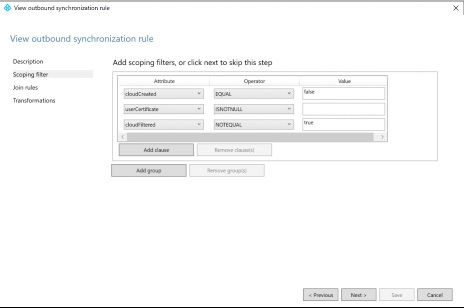 View outbound synchronization rule
View outbound synchronization rule
Description
Scoping filter
Join rules
Transformations
Add scoping filters, or click next to skip this step
Attribute Operator Value
cloudCreated EQUAL false
userCertificate ISNOTNULL
cloudFiltered NOTEQUAL true
Add clause Remove clause(s)
Add group Remove group(s)
< Previous Next > Save Cancel